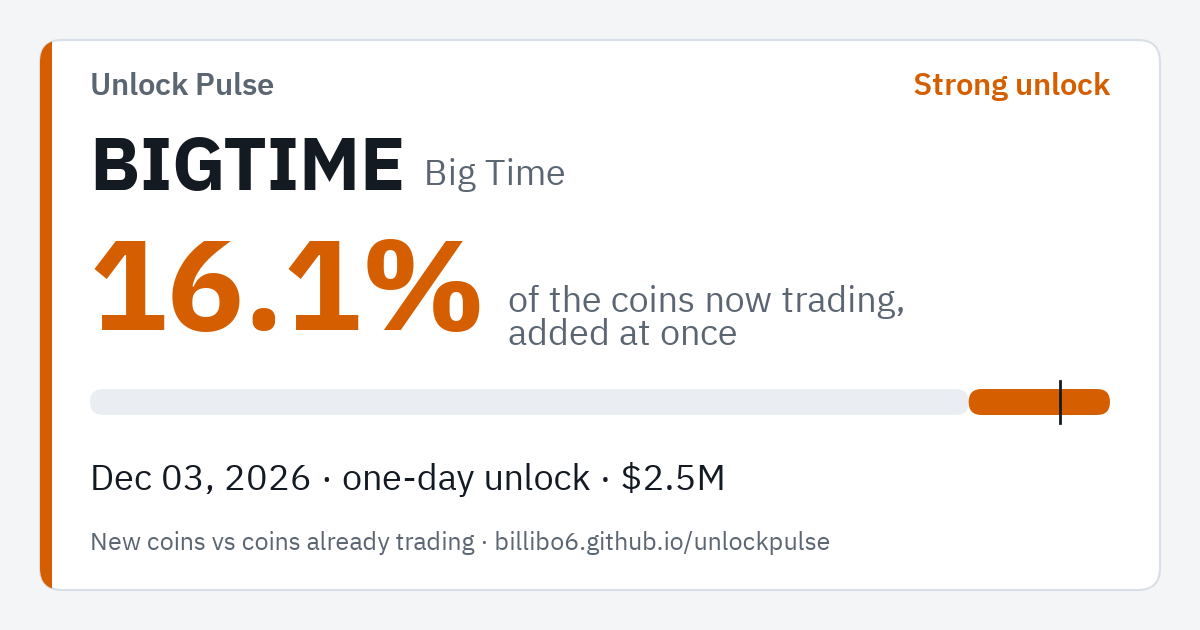 Unlock Pulse
Strong unlock
BIGTIME Big Time
16.1% of the coins now trading,
added at once
Dec 03, 2026 · one-day unlock · $2.5M
New coins vs coins already trading · billibo6.github.io/unlockpulse